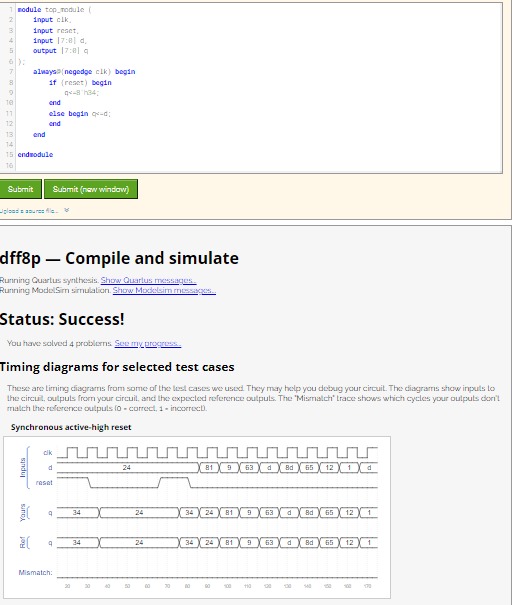 1 module top_module (
2 input clk,
3 input reset,
4 input [7:0] d,
5 output [7:0] q
6 );
7 always@(negedge clk) begin
8 if (reset) begin
9 q<=8'h34;
10 end
11 else begin q<=d;
12 end
13 end
14
15 endmodule
16
Submit Submit (new window)
Upload a source file...
dff8p — Compile and simulate
Running Quartus synthesis. Show Quartus messages...
Running ModelSim simulation. Show Modelsim messages...
Status: Success!
You have solved 4 problems. See my progress...
Timing diagrams for selected test cases
These are timing diagrams from some of the test cases we used. They may help you debug your circuit. The diagrams show inputs to
the circuit, outputs from your circuit, and the expected reference outputs. The "Mismatch" trace shows which cycles your outputs don't
match the reference outputs (0 = correct, 1 = incorrect).
Synchronous active-high reset
Inputs
clk
d 24 81 9 63 d 8d 65 12 1 d
reset
Yours
q 34 24 34 24 81 9 63 d 8d 65 12 1
Ref
q 34 24 34 24 81 9 63 d 8d 65 12 1
Mismatch:
20 30 40 50 60 70 80 90 100 110 120 130 140 150 160 170